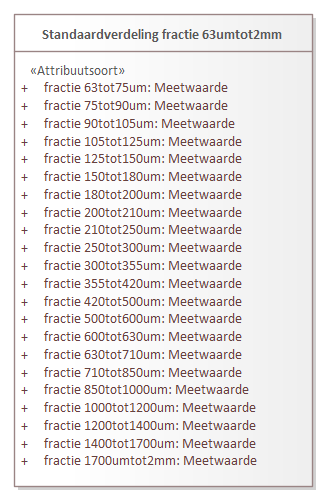 Standaardverdeling fractie 63umtot2mm
«Attribuutsoort»
+ fractie 63tot75um: Meetwaarde
+ fractie 75tot90um: Meetwaarde
+ fractie 90tot105um: Meetwaarde
+ fractie 105tot125um: Meetwaarde
+ fractie 125tot150um: Meetwaarde
+ fractie 150tot180um: Meetwaarde
+ fractie 180tot200um: Meetwaarde
+ fractie 200tot210um: Meetwaarde
+ fractie 210tot250um: Meetwaarde
+ fractie 250tot300um: Meetwaarde
+ fractie 300tot355um: Meetwaarde
+ fractie 355tot420um: Meetwaarde
+ fractie 420tot500um: Meetwaarde
+ fractie 500tot600um: Meetwaarde
+ fractie 600tot630um: Meetwaarde
+ fractie 630tot710um: Meetwaarde
+ fractie 710tot850um: Meetwaarde
+ fractie 850tot1000um: Meetwaarde
+ fractie 1000tot1200um: Meetwaarde
+ fractie 1200tot1400um: Meetwaarde
+ fractie 1400tot1700um: Meetwaarde
+ fractie 1700umtot2mm: Meetwaarde